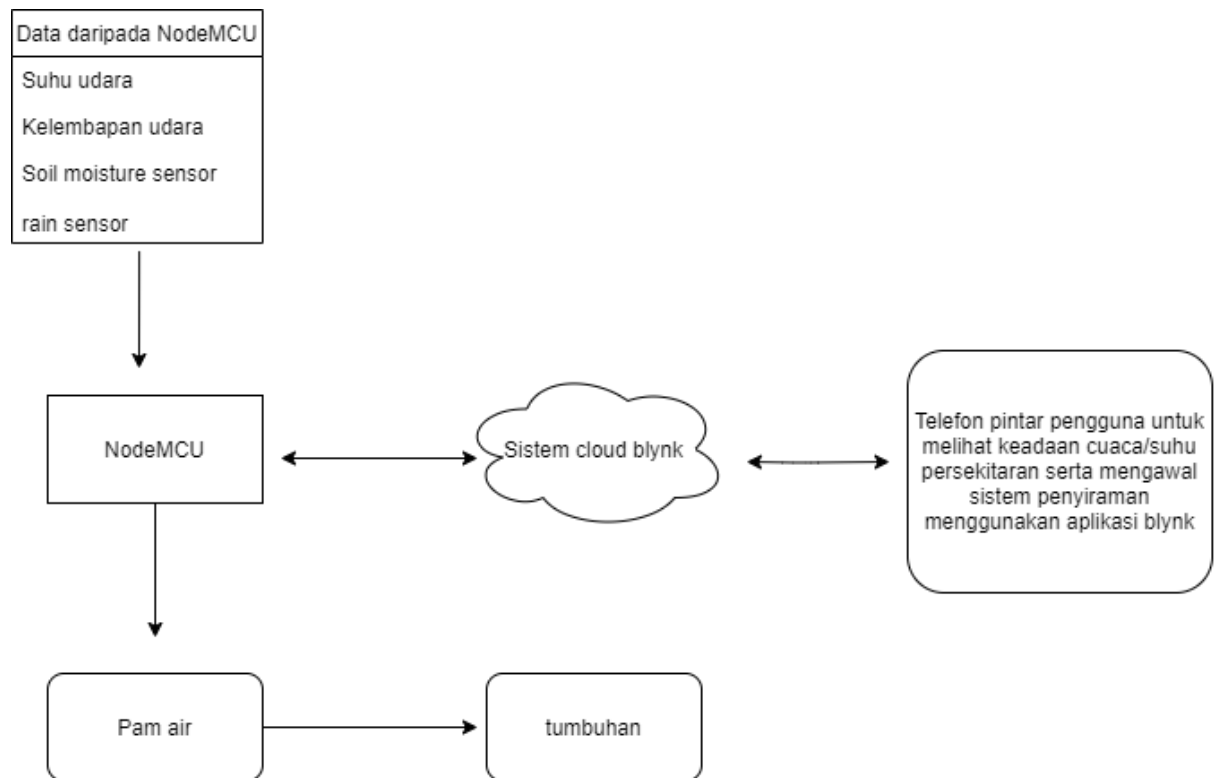 Data daripada NodeMCU
Suhu udara
Kelembapan udara
Soil moisture sensor
rain sensor
NodeMCU
Sistem cloud blynk
Telefon pintar pengguna untuk
melihat keadaan cuaca/suhu
persekitaran serta mengawal
sistem penyiraman
menggunakan aplikasi blynk
Pam air
tumbuhan